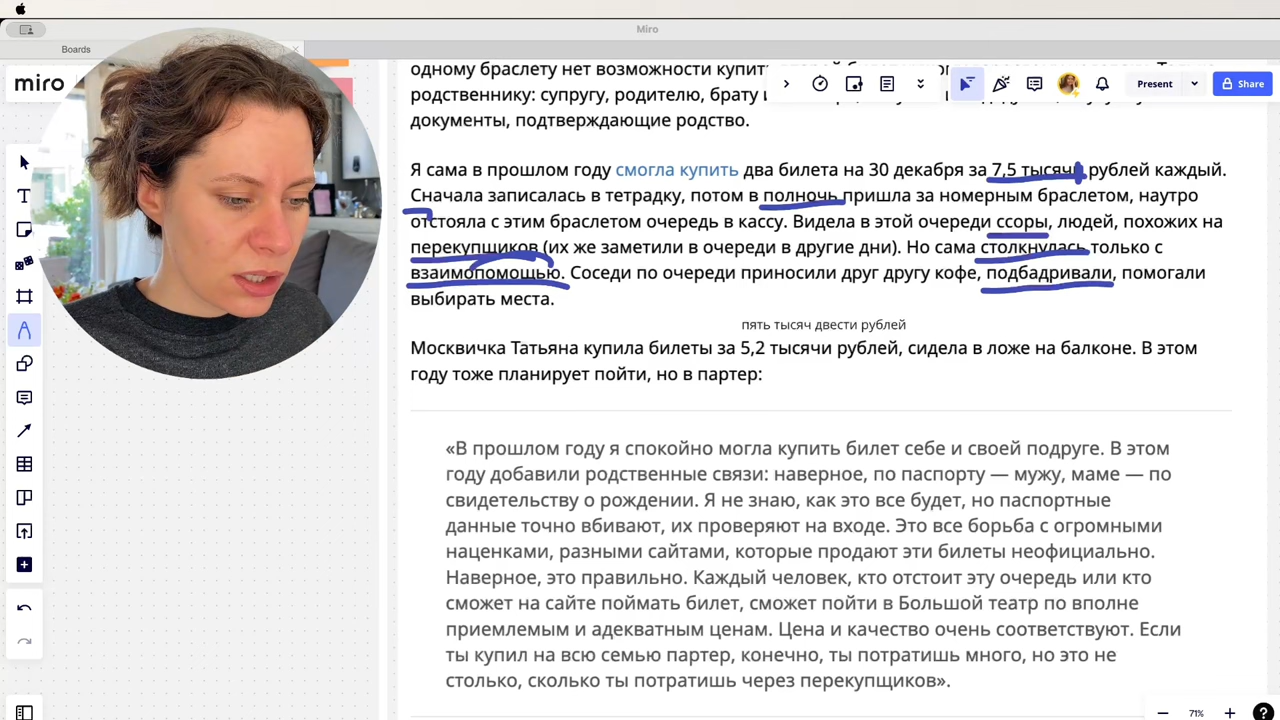 Miro
Boards
miro
Present
Share
одному браслету нет возможности купить
родственнику: супругу, родителю, брату и
документы, подтверждающие родство.
Я сама в прошлом году смогла купить два билета на 30 декабря за 7,5 тысячи рублей каждый.
Сначала записалась в тетрадку, потом в полночь пришла за номерным браслетом, наутро
отстояла с этим браслетом очередь в кассу. Видела в этой очереди ссоры, людей, похожих на
перекупщиков (их же заметили в очереди в другие дни). Но сама столкнулась только с
взаимопомощью. Соседи по очереди приносили друг другу кофе, подбадривали, помогали
выбирать места.
пять тысяч двести рублей
Москвичка Татьяна купила билеты за 5,2 тысячи рублей, сидела в ложе на балконе. В этом
году тоже планирует пойти, но в партер:
«В прошлом году я спокойно могла купить билет себе и своей подруге. В этом
году добавили родственные связи: наверное, по паспорту — мужу, маме — по
свидетельству о рождении. Я не знаю, как это все будет, но паспортные
данные точно вбивают, их проверяют на входе. Это все борьба с огромными
наценками, разными сайтами, которые продают эти билеты неофициально.
Наверное, это правильно. Каждый человек, кто отстоит эту очередь или кто
сможет на сайте поймать билет, сможет пойти в Большой театр по вполне
приемлемым и адекватным ценам. Цена и качество очень соответствуют. Если
ты купил на всю семью партер, конечно, ты потратишь много, но это не
столько, сколько ты потратишь через перекупщиков».
71%